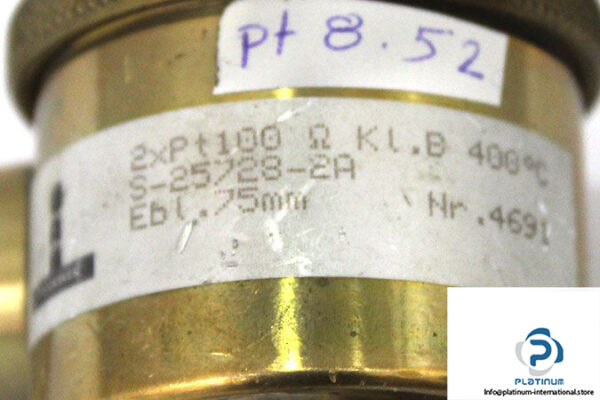 pt 8.52
2xPt100 Ω Kl.B 400°C
S-25728-2A
Ebl.75mm Nr.4691
PLATINUM
Info@platinum-international.store